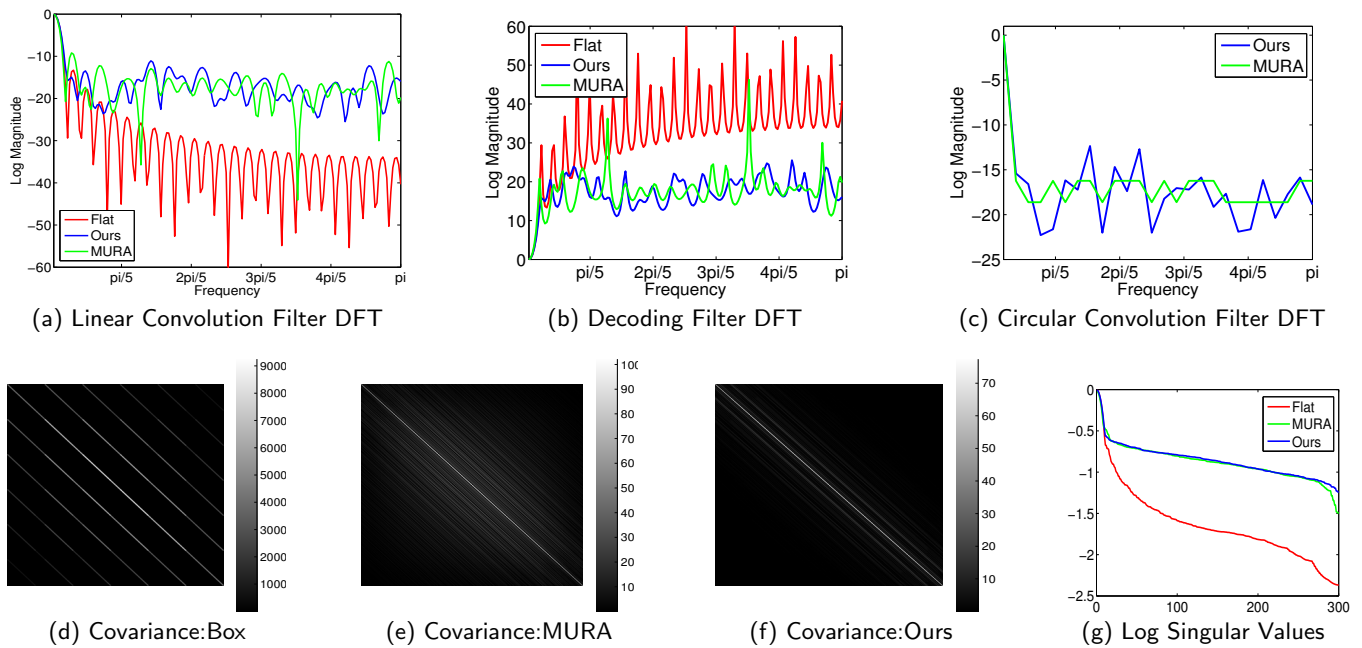 0
−10
−20
−30
−40
−50
−60
Log Magnitude
Flat
Ours
MURA
pi/5
2pi/5
3pi/5
4pi/5
pi
Frequency
(a) Linear Convolution Filter DFT
60
50
40
30
20
10
0
Log Magnitude
Flat
Ours
MURA
pi/5
2pi/5
3pi/5
4pi/5
pi
Frequency
(b) Decoding Filter DFT
0
−5
−10
−15
−20
−25
Log Magnitude
Ours
MURA
pi/5
2pi/5
3pi/5
4pi/5
pi
Frequency
(c) Circular Convolution Filter DFT
9000
8000
7000
6000
5000
4000
3000
2000
1000
(d) Covariance:Box
100
90
80
70
60
50
40
30
20
10
(e) Covariance:MURA
70
60
50
40
30
20
10
(f) Covariance:Ours
0
−0.5
−1
−1.5
−2
−2.5
Flat
MURA
Ours
0
100
200
300
(g) Log Singular Values